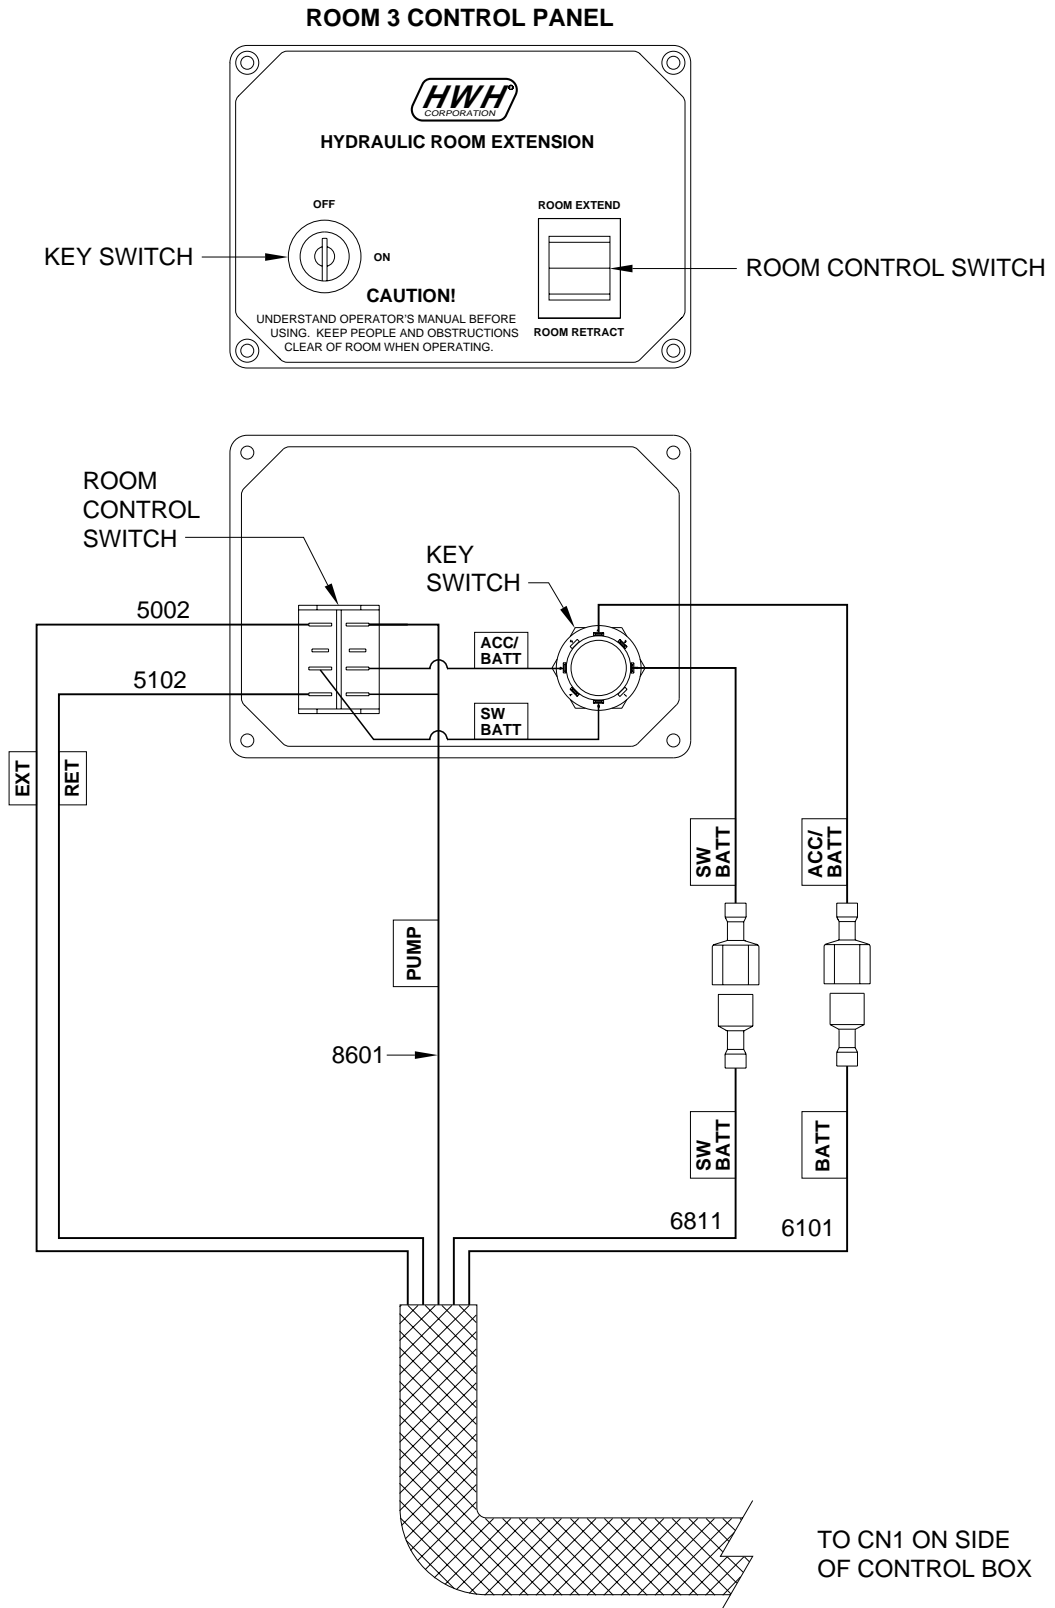 ROOM 3 CONTROL PANEL
HWH
CORPORATION
HYDRAULIC ROOM EXTENSION
OFF
ROOM EXTEND
KEY SWITCH
ON
ROOM CONTROL SWITCH
CAUTION!
UNDERSTAND OPERATOR'S MANUAL BEFORE
USING. KEEP PEOPLE AND OBSTRUCTIONS
CLEAR OF ROOM WHEN OPERATING.
ROOM RETRACT
ROOM
CONTROL
SWITCH
KEY
SWITCH
5002
ACC/
BATT
5102
SW
BATT
EXT
RET
SW
BATT
ACC/
BATT
PUMP
8601
SW
BATT
BATT
6811
6101
TO CN1 ON SIDE
OF CONTROL BOX